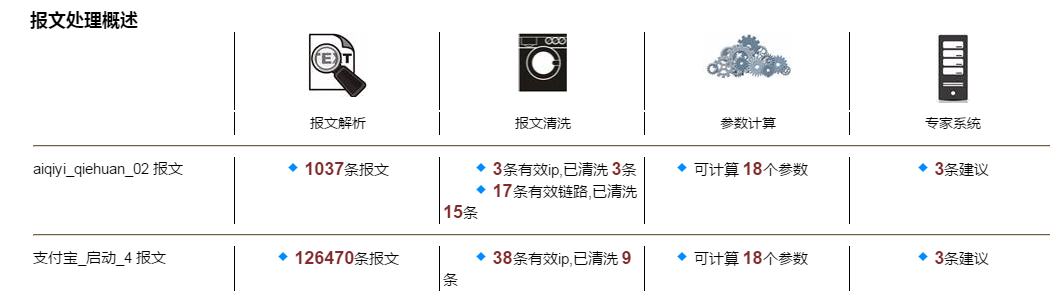 报文处理概述
TEXT
报文解析
报文清洗
参数计算
专家系统
aiqiyi_qiehuan_02 报文
1037条报文
3条有效ip,已清洗 3条
17条有效链路,已清洗
15条
可计算 18个参数
3条建议
支付宝_启动_4 报文
126470条报文
38条有效ip,已清洗 9
条
可计算 18个参数
3条建议